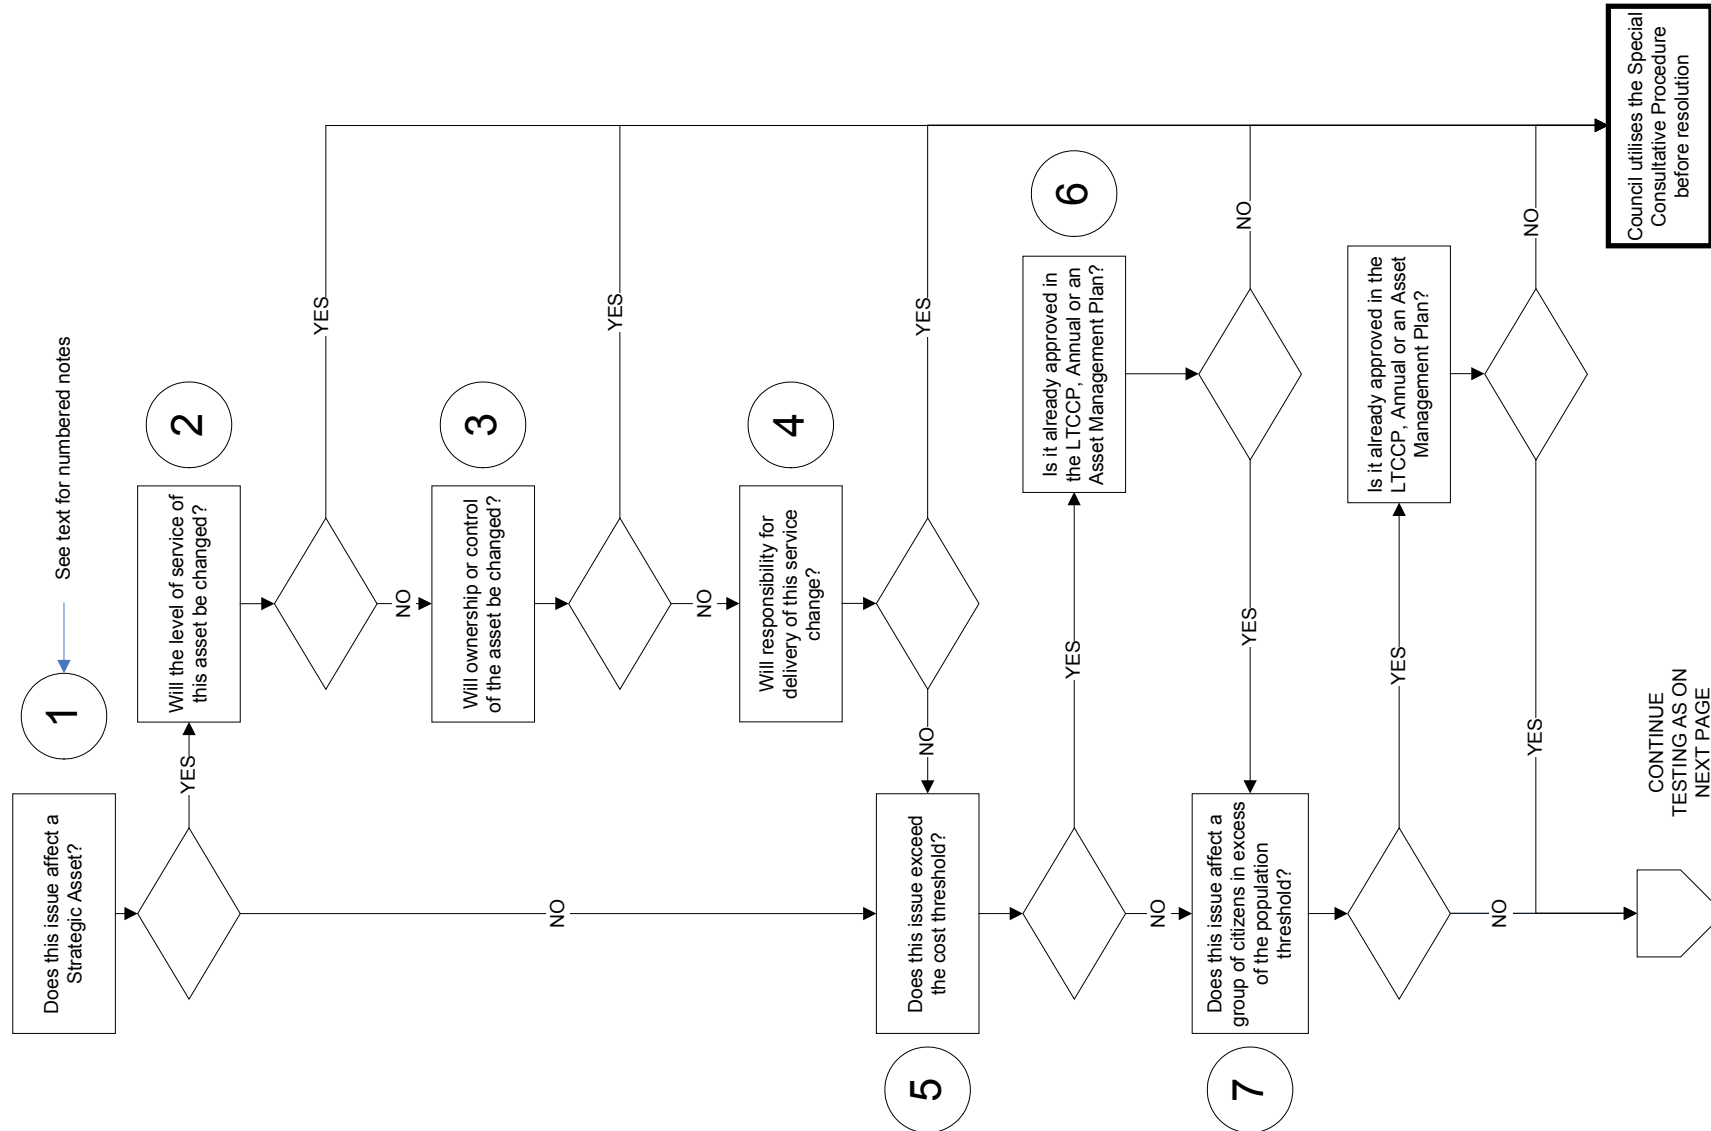 Does this issue affect a
Strategic Asset?
1
See text for numbered notes
YES
Will the level of service of
this asset be changed?
2
YES
NO
Will ownership or control
of the asset be changed?
3
YES
NO
Will responsibility for
delivery of this service
change?
4
YES
NO
NO
5
Does this issue exceed
the cost threshold?
YES
Is it already approved in
the LTCCP, Annual or an
Asset Management Plan?
6
NO
YES
NO
7
Does this issue affect a
group of citizens in excess
of the population
threshold?
YES
Is it already approved in the
LTCCP, Annual or an Asset
Management Plan?
NO
YES
NO
CONTINUE
TESTING AS ON
NEXT PAGE
Council utilises the Special
Consultative Procedure
before resolution